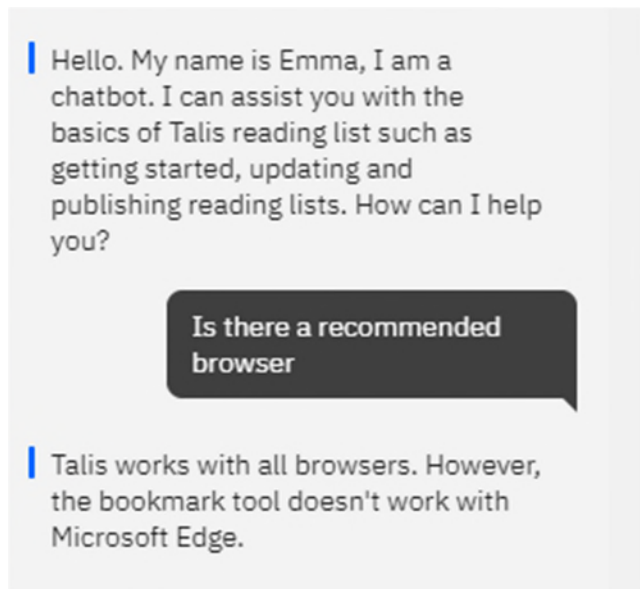 Hello. My name is Emma, I am a
chatbot. I can assist you with the
basics of Talis reading list such as
getting started, updating and
publishing reading lists. How can I help
you?
Is there a recommended
browser
Talis works with all browsers. However,
the bookmark tool doesn't work with
Microsoft Edge.